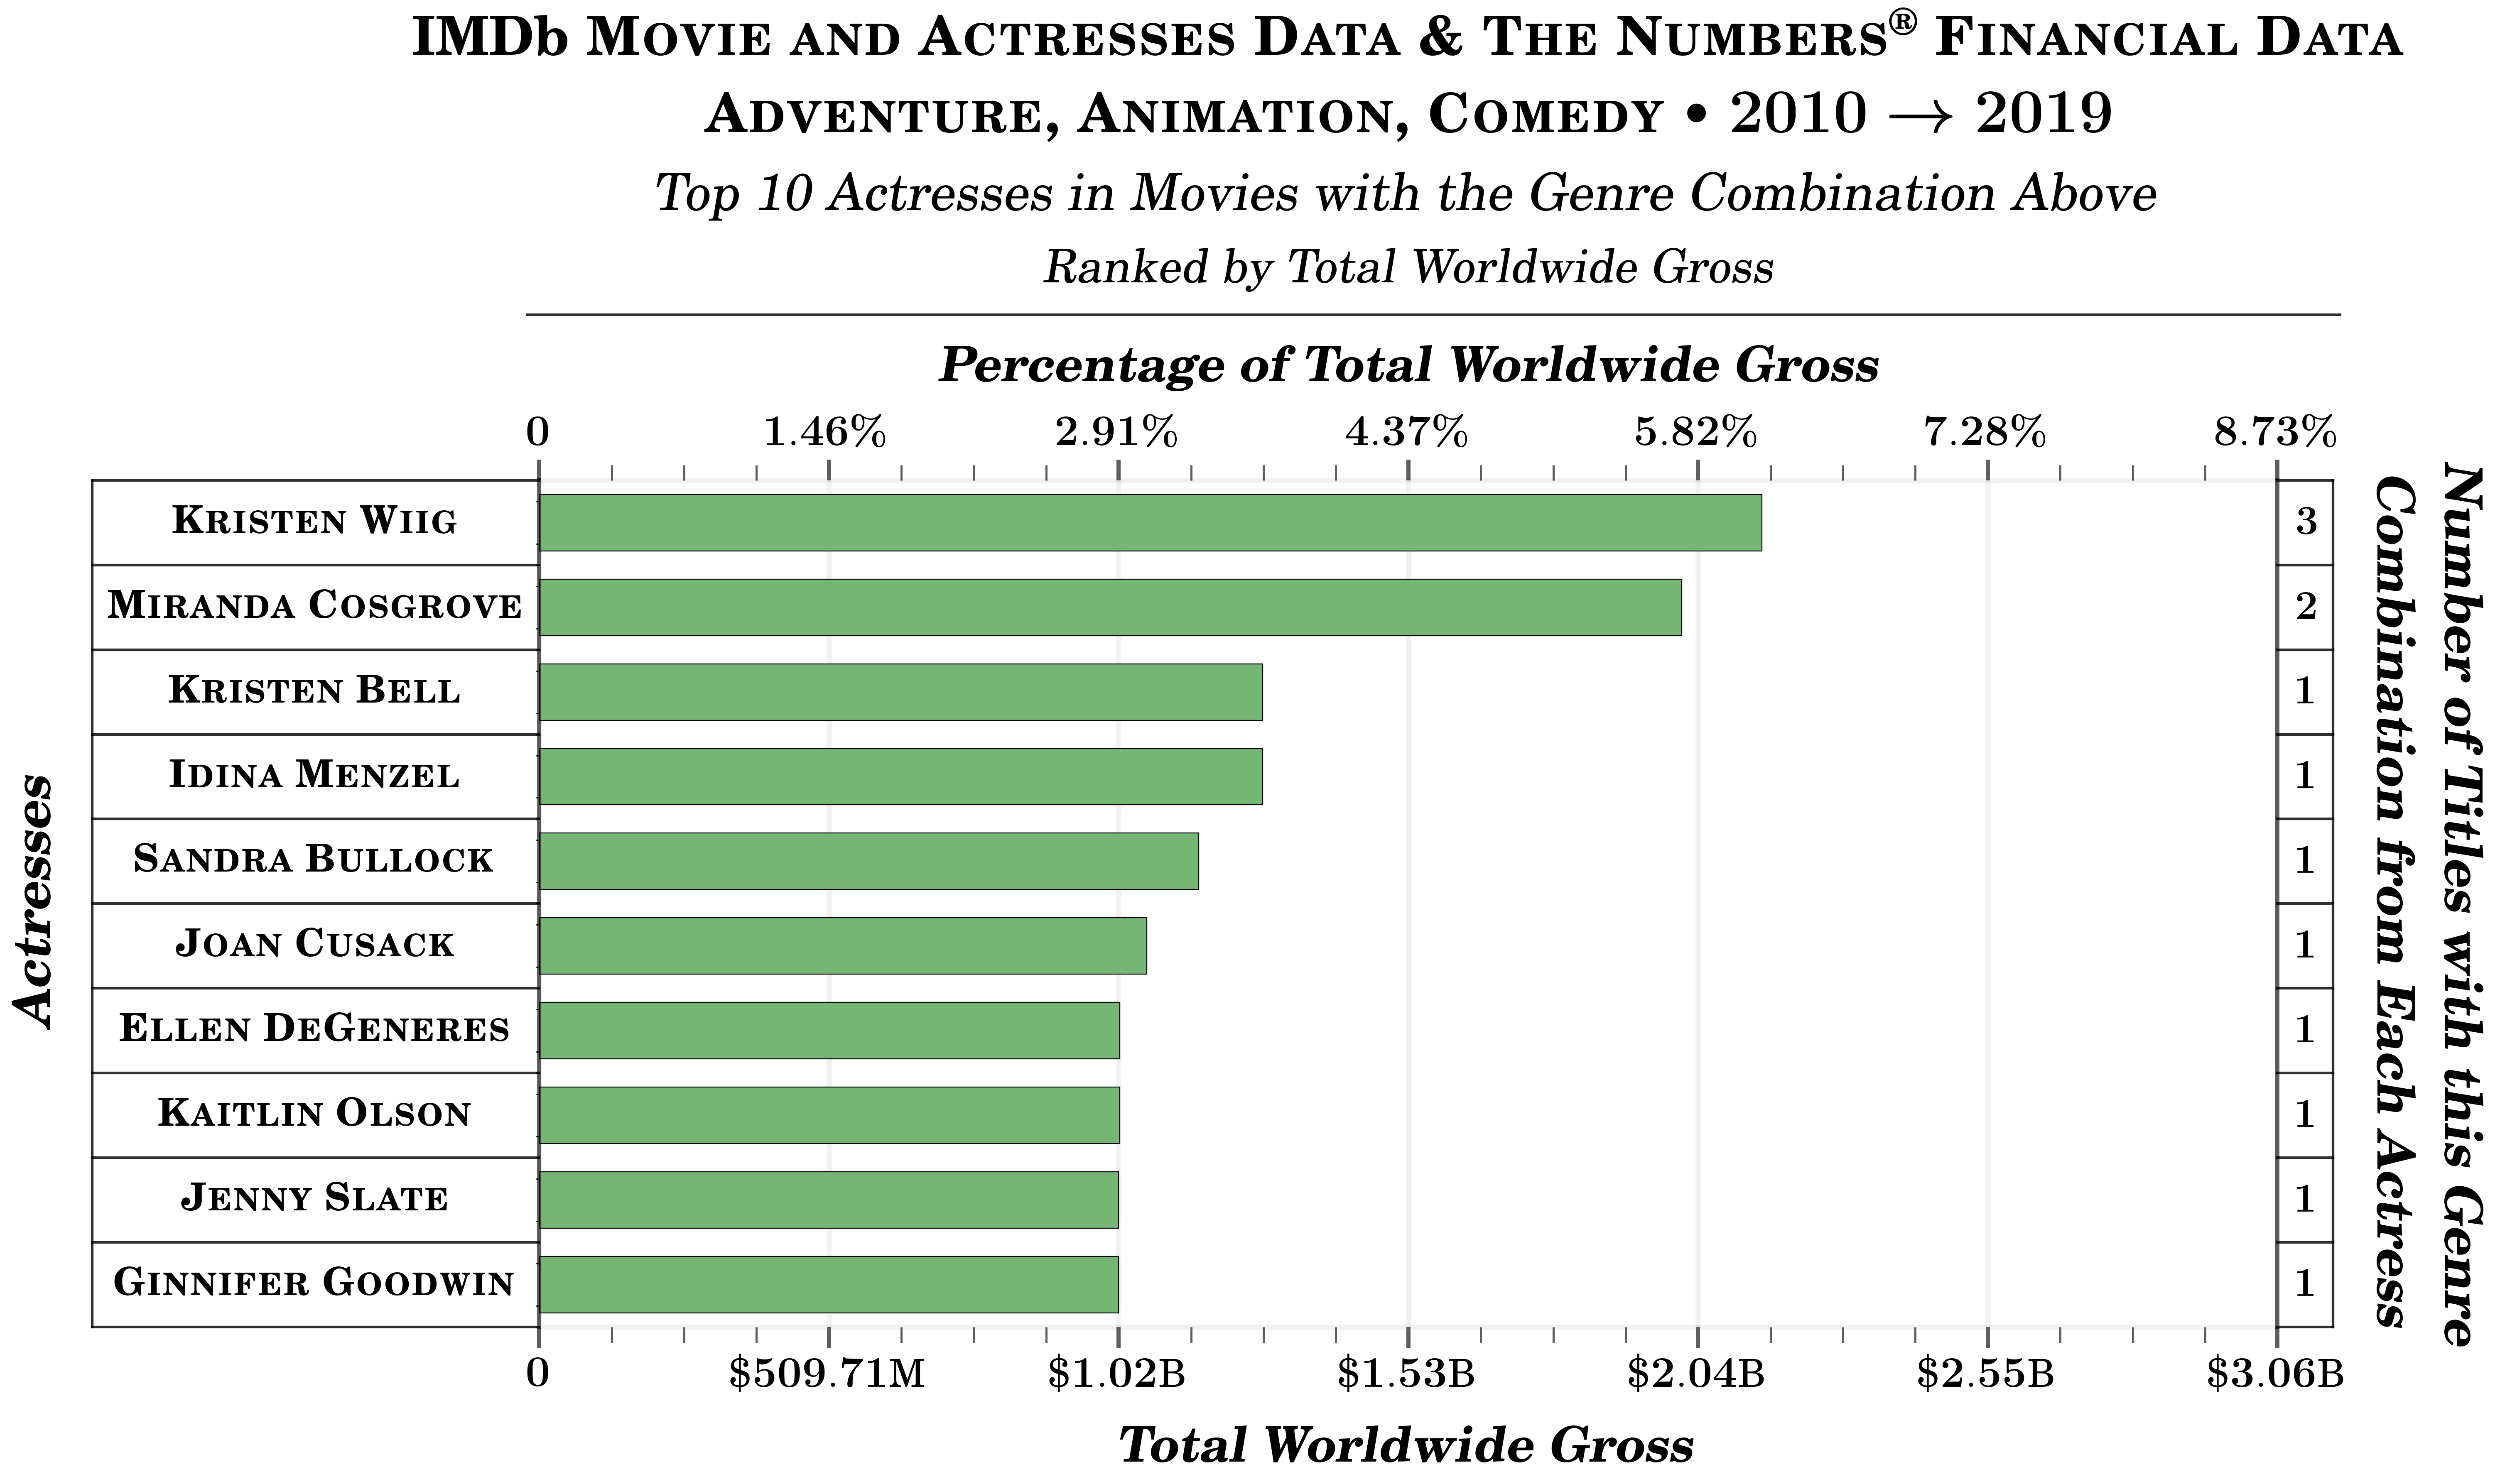 IMDb Movie and Actresses Data & The Numbers® Financial Data
Adventure, Animation, Comedy • 2010 → 2019
Top 10 Actresses in Movies with the Genre Combination Above
Ranked by Total Worldwide Gross
Percentage of Total Worldwide Gross
0 1.46% 2.91% 4.37% 5.82% 7.28% 8.73%
Actresses
Kristen Wiig 3
Miranda Cosgrove 2
Kristen Bell 1
Idina Menzel 1
Sandra Bullock 1
Joan Cusack 1
Ellen DeGeneres 1
Kaitlin Olson 1
Jenny Slate 1
Ginnifer Goodwin 1
Number of Titles with this Genre
Combination from Each Actress
0 $509.71M $1.02B $1.53B $2.04B $2.55B $3.06B
Total Worldwide Gross